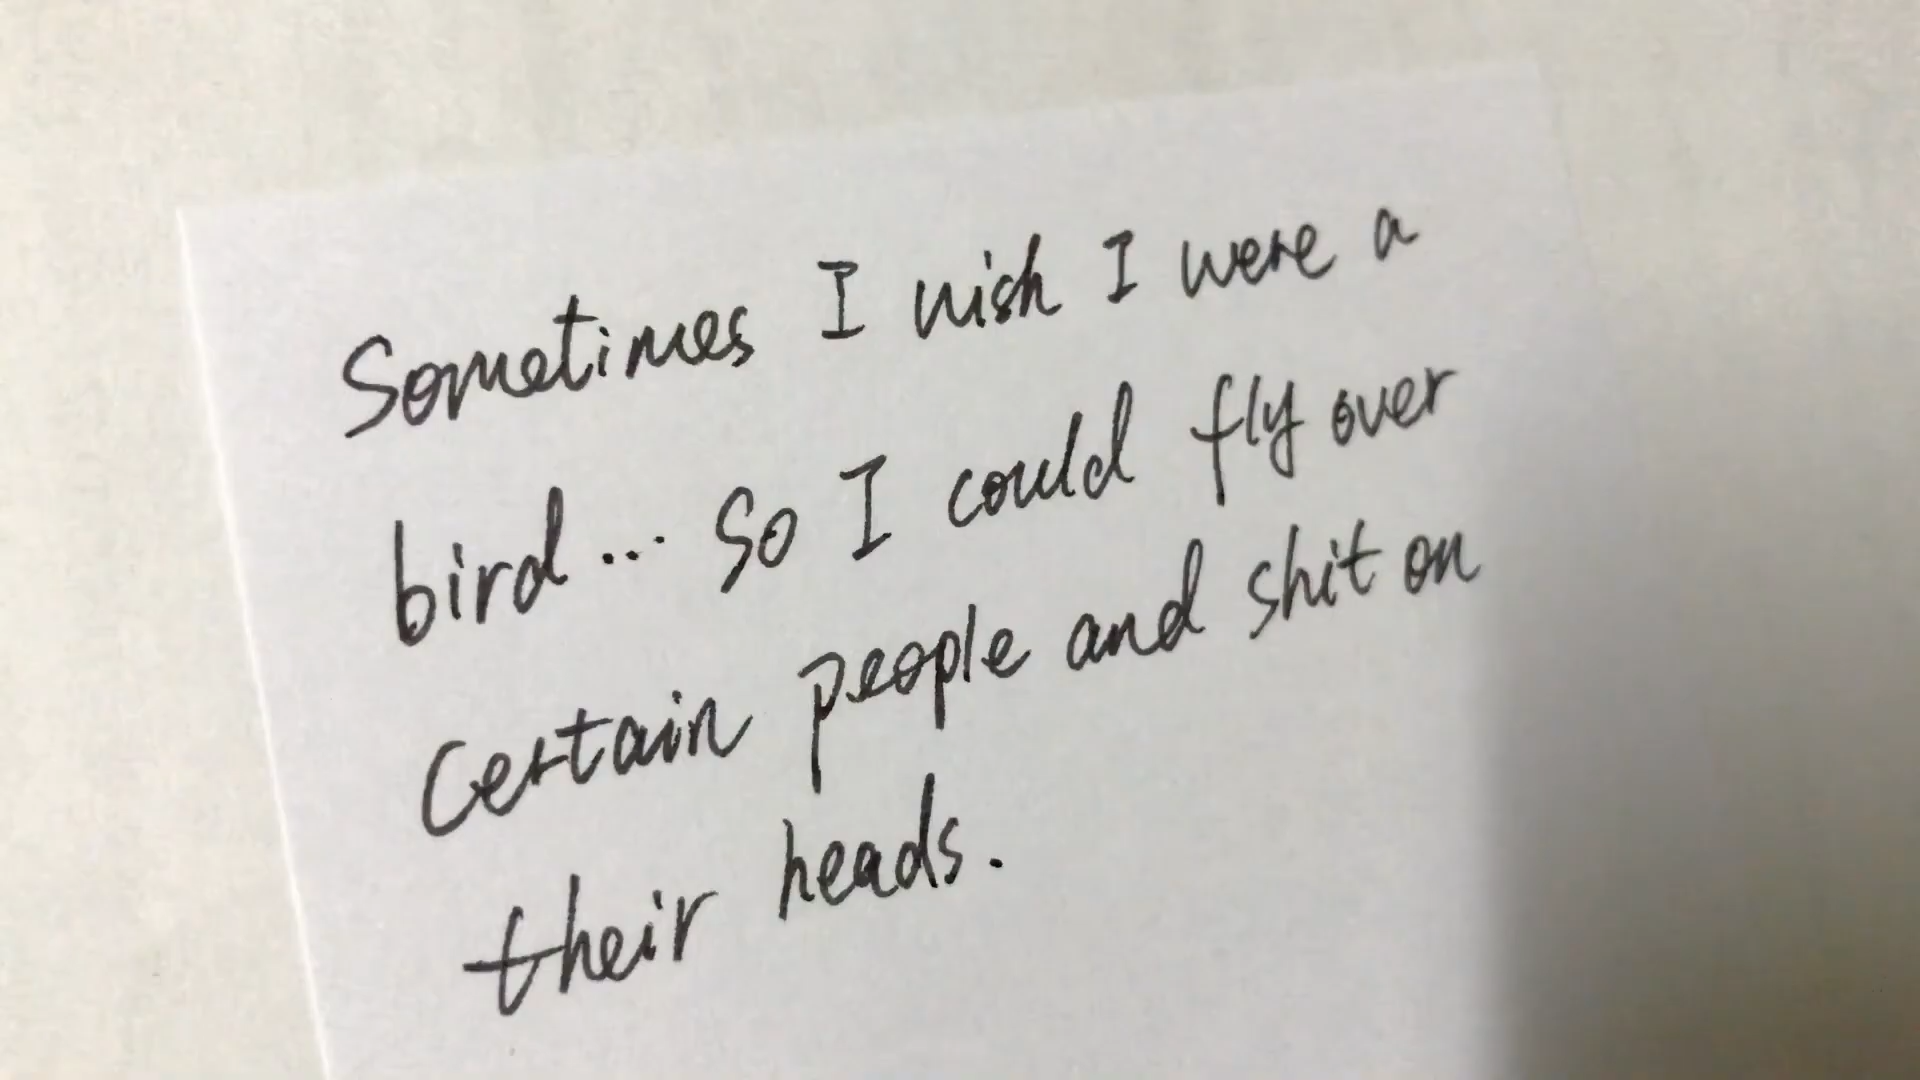 Sometimes I wish I were a
bird... So I could fly over
certain people and shit on
their heads.